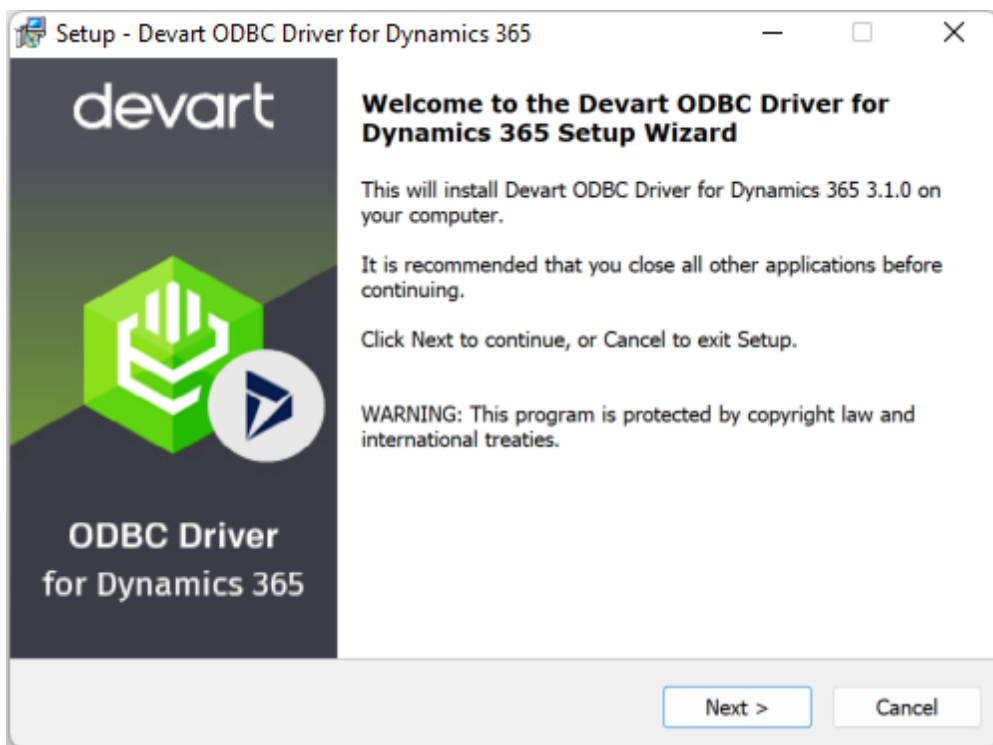 Setup - Devart ODBC Driver for Dynamics 365
devart
Welcome to the Devart ODBC Driver for
Dynamics 365 Setup Wizard
This will install Devart ODBC Driver for Dynamics 365 3.1.0 on
your computer.
It is recommended that you close all other applications before
continuing.
Click Next to continue, or Cancel to exit Setup.
WARNING: This program is protected by copyright law and
international treaties.
ODBC Driver
for Dynamics 365
Next >
Cancel